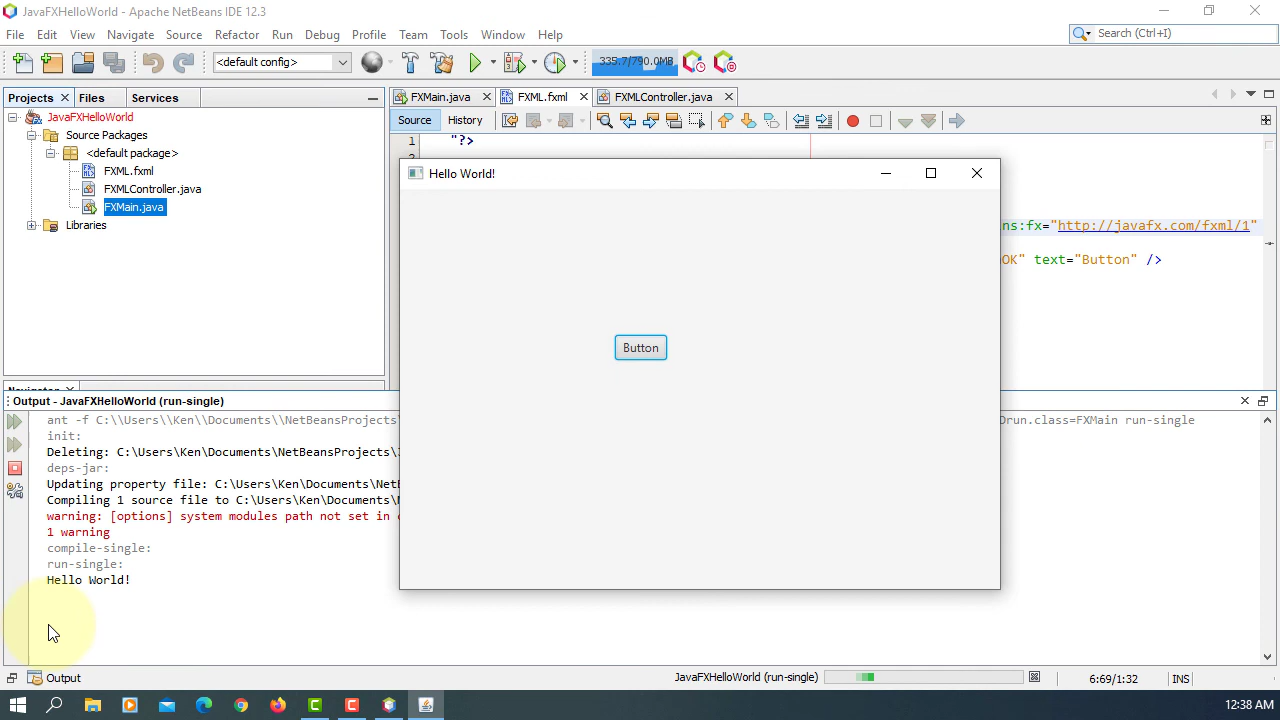 JavaFXHelloWorld - Apache NetBeans IDE 12.3
File Edit View Navigate Source Refactor Run Debug Profile Team Tools Window Help
Search (Ctrl+I)
<default config>
335.7/790.0MB
Projects Files Services
FXMain.java FXML.fxml FXMLController.java
JavaFXHelloWorld
Source History
Source Packages
1 "?>
<default package>
2
Hello World!
FXML.fxml
FXMLController.java
FXMain.java
Libraries
ns:fx="http://javafx.com/fxml/1"
OK" text="Button" />
Button
Navigator
Output - JavaFXHelloWorld (run-single)
ant -f C:\\Users\\Ken\\Documents\\NetBeansProjects\ Drun.class=FXMain run-single
init:
Deleting: C:\Users\Ken\Documents\NetBeansProjects\
deps-jar:
Updating property file: C:\Users\Ken\Documents\NetB
Compiling 1 source file to C:\Users\Ken\Documents\N
warning: [options] system modules path not set in
1 warning
compile-single:
run-single:
Hello World!
Output
JavaFXHelloWorld (run-single)
6:69/1:32 INS
12:38 AM